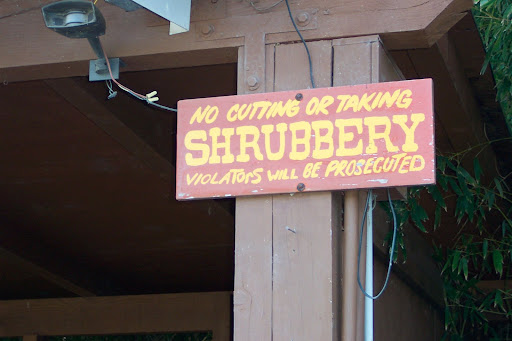 NO CUTTING OR TAKING
SHRUBBERY
VIOLATORS WILL BE PROSECUTED